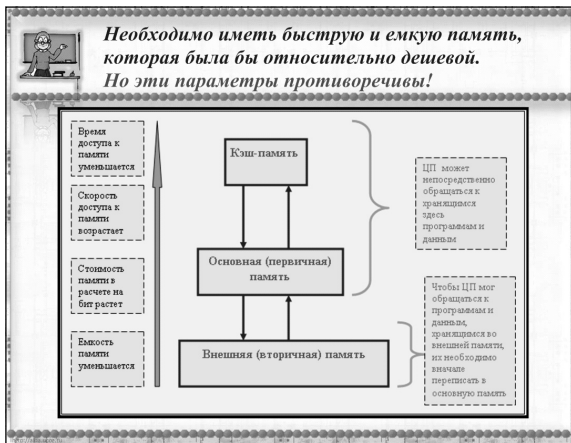 Необходимо иметь быструю и емкую память,
которая была бы относительно дешевой.
Но эти параметры противоречивы!
Время
доступа к
памяти
уменьшается
Скорость
доступа к
памяти
возрастает
Стоимость
памяти в
расчете на
бит растет
Емкость
памяти
уменьшается
Кэш-память
Основная (первичная)
память
Внешняя (вторичная) память
ЦП может
непосредственно
обращаться к
хранящимся
здесь
программам и
данным
Чтобы ЦП мог
обращаться к
программам и
данным,
хранящимся во
внешней памяти,
их необходимо
вначале
переписать в
основную память